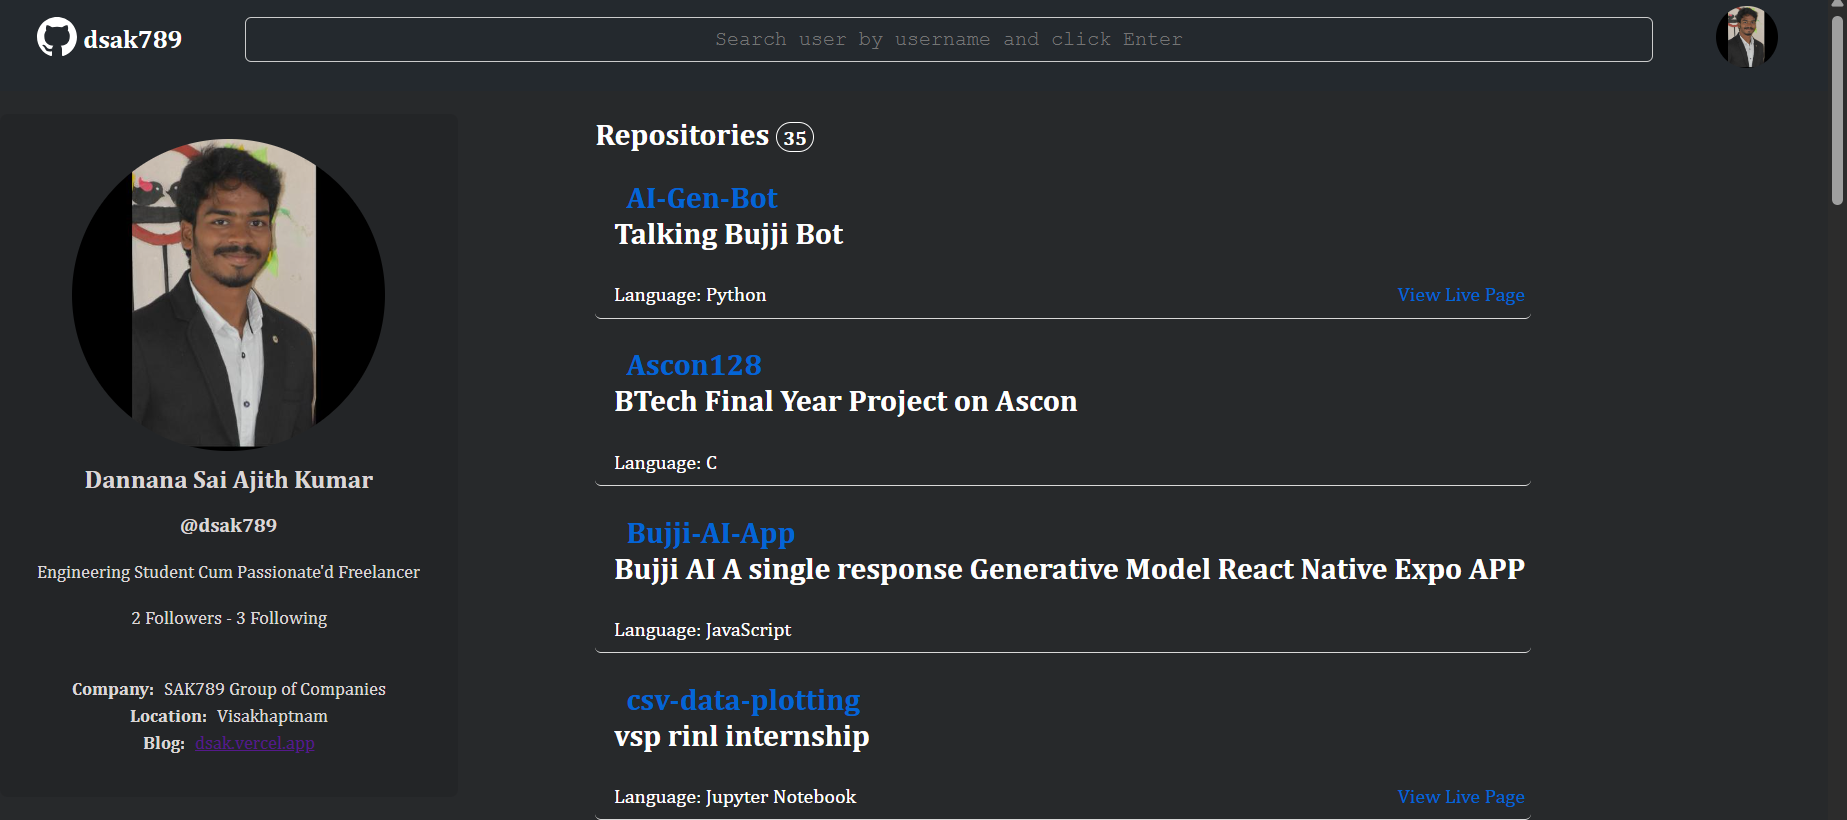 dsak789
Search user by username and click Enter
Dannana Sai Ajith Kumar
@dsak789
Engineering Student Cum Passionate'd Freelancer
2 Followers - 3 Following
Company: SAK789 Group of Companies
Location: Visakhaptnam
Blog: dsak.vercel.app
Repositories 35
AI-Gen-Bot
Talking Bujji Bot
Language: Python View Live Page
Ascon128
BTech Final Year Project on Ascon
Language: C
Bujji-AI-App
Bujji AI A single response Generative Model React Native Expo APP
Language: JavaScript
csv-data-plotting
vsp rinl internship
Language: Jupyter Notebook View Live Page